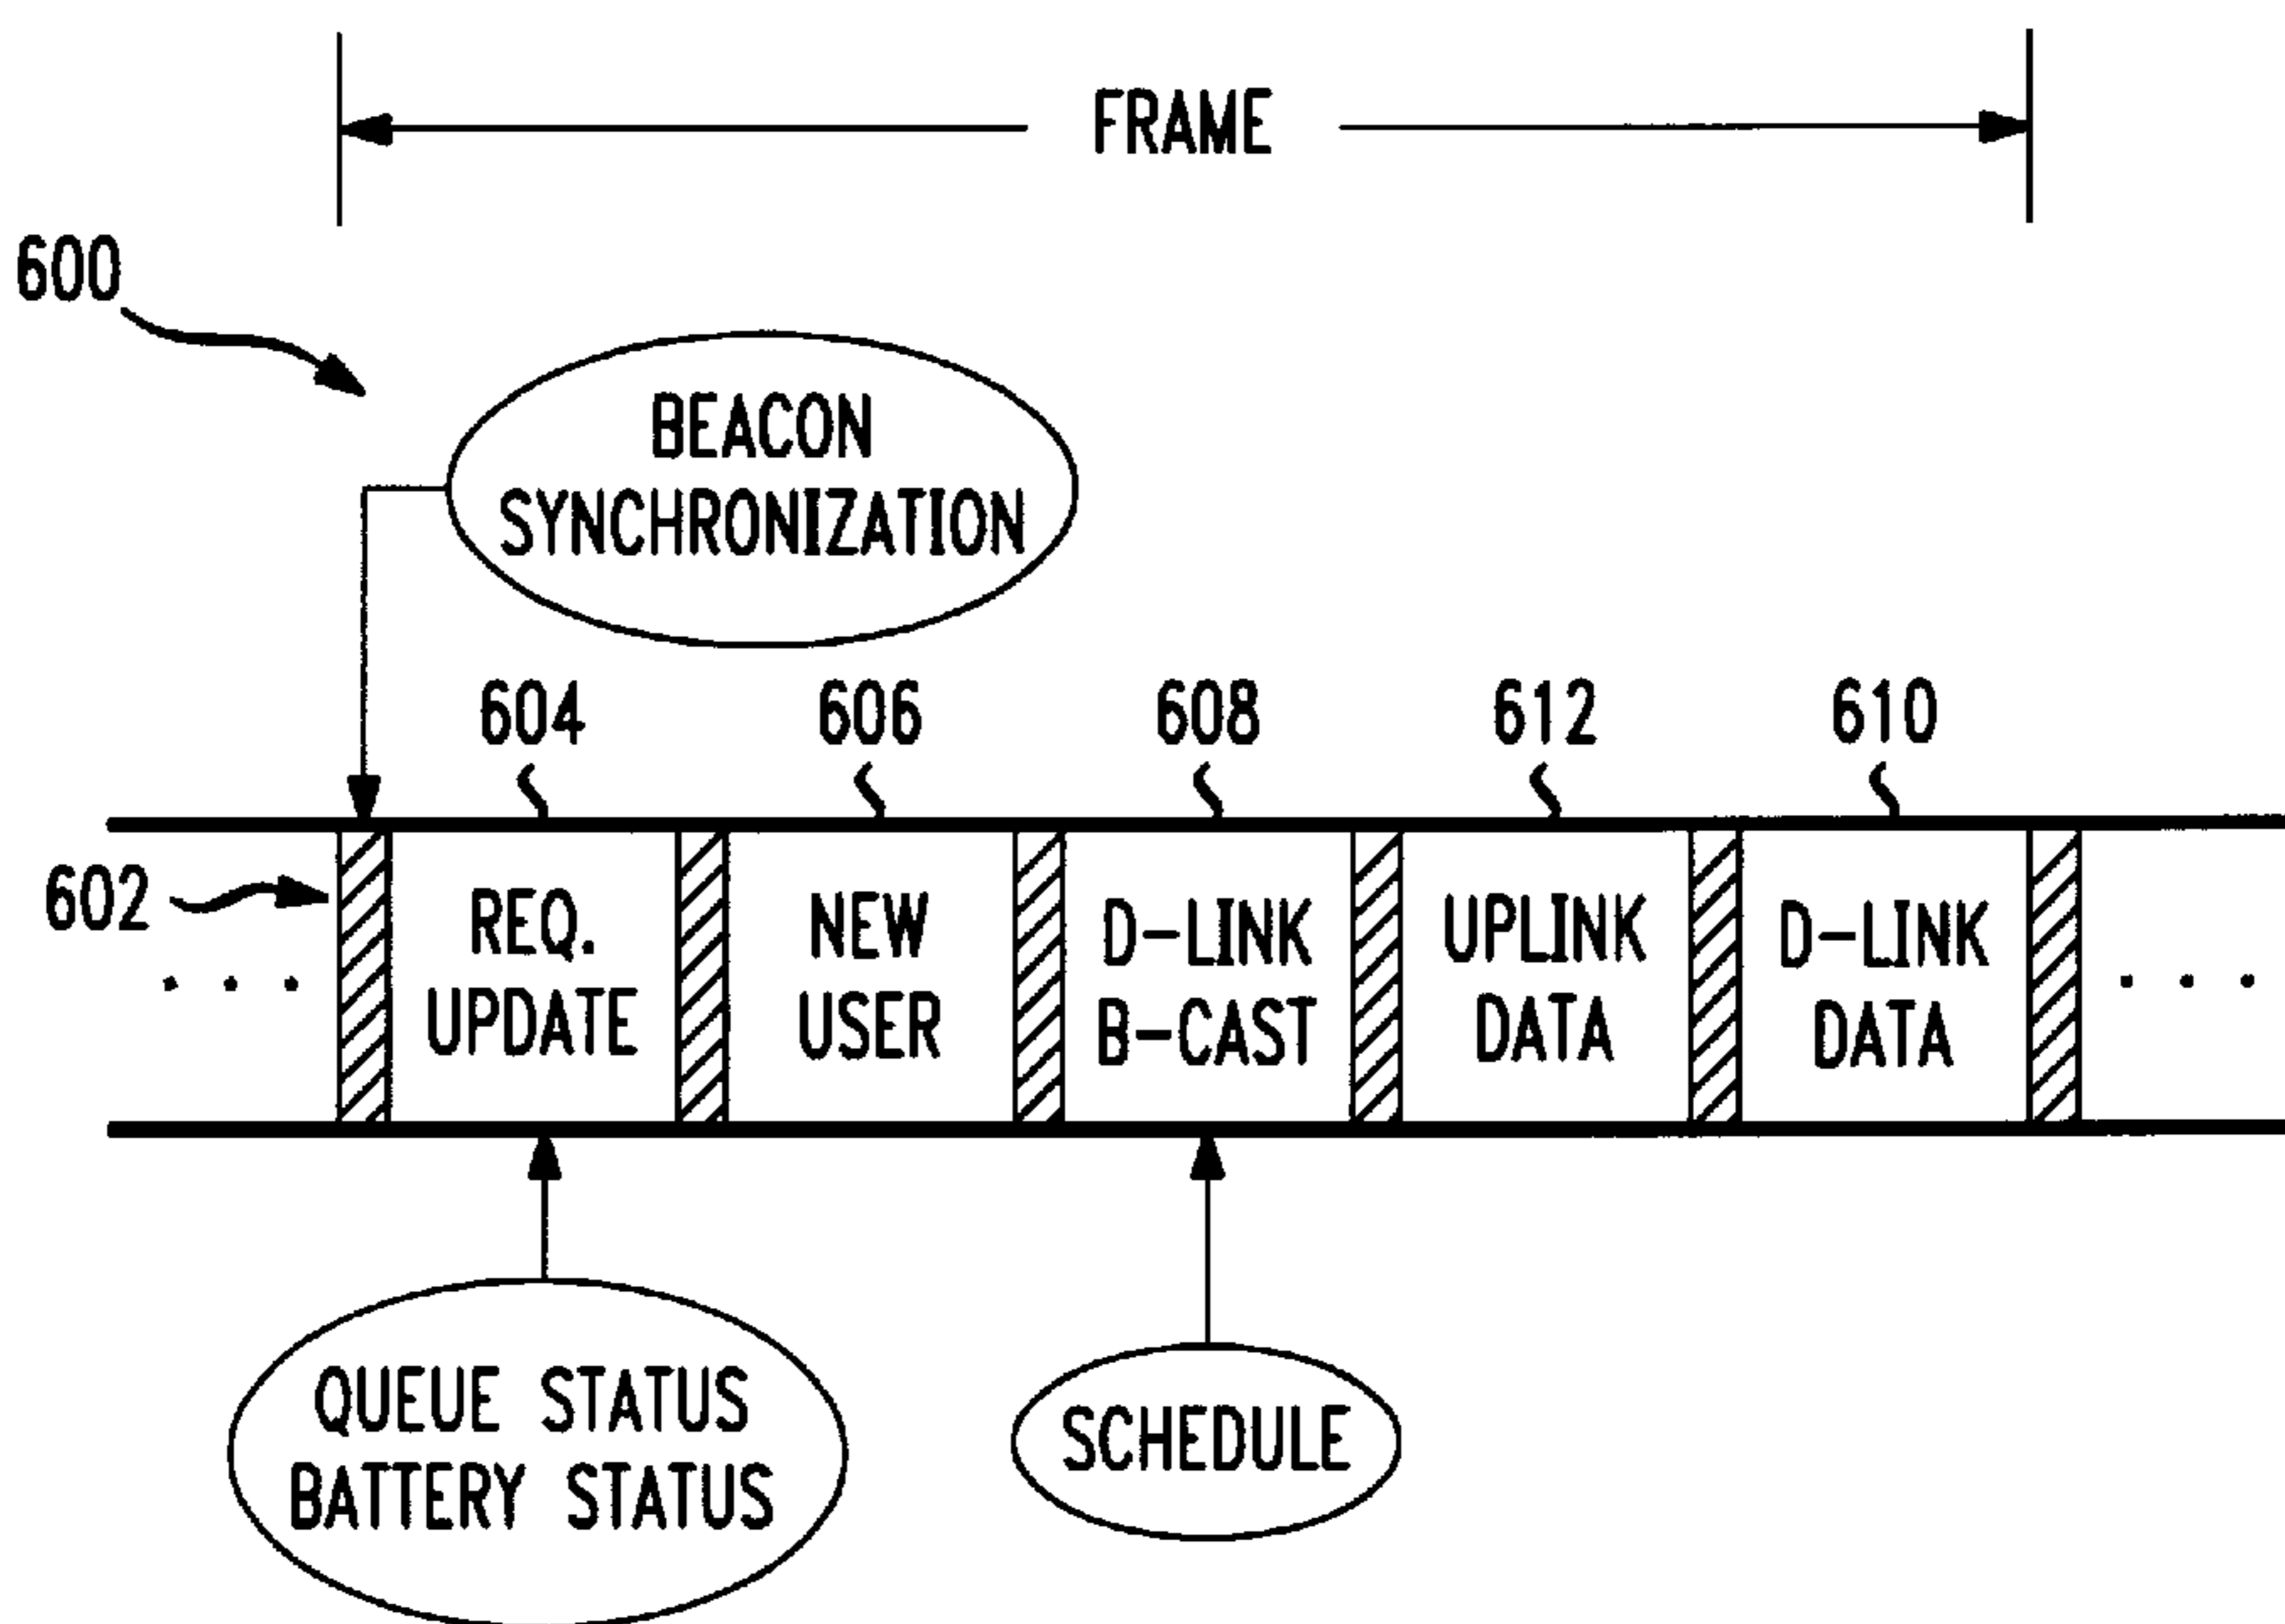 FRAME
600
BEACON
SYNCHRONIZATION
604 606 608 612 610
602
REQ.
UPDATE
NEW
USER
D-LINK
B-CAST
UPLINK
DATA
D-LINK
DATA
QUEUE STATUS
BATTERY STATUS
SCHEDULE